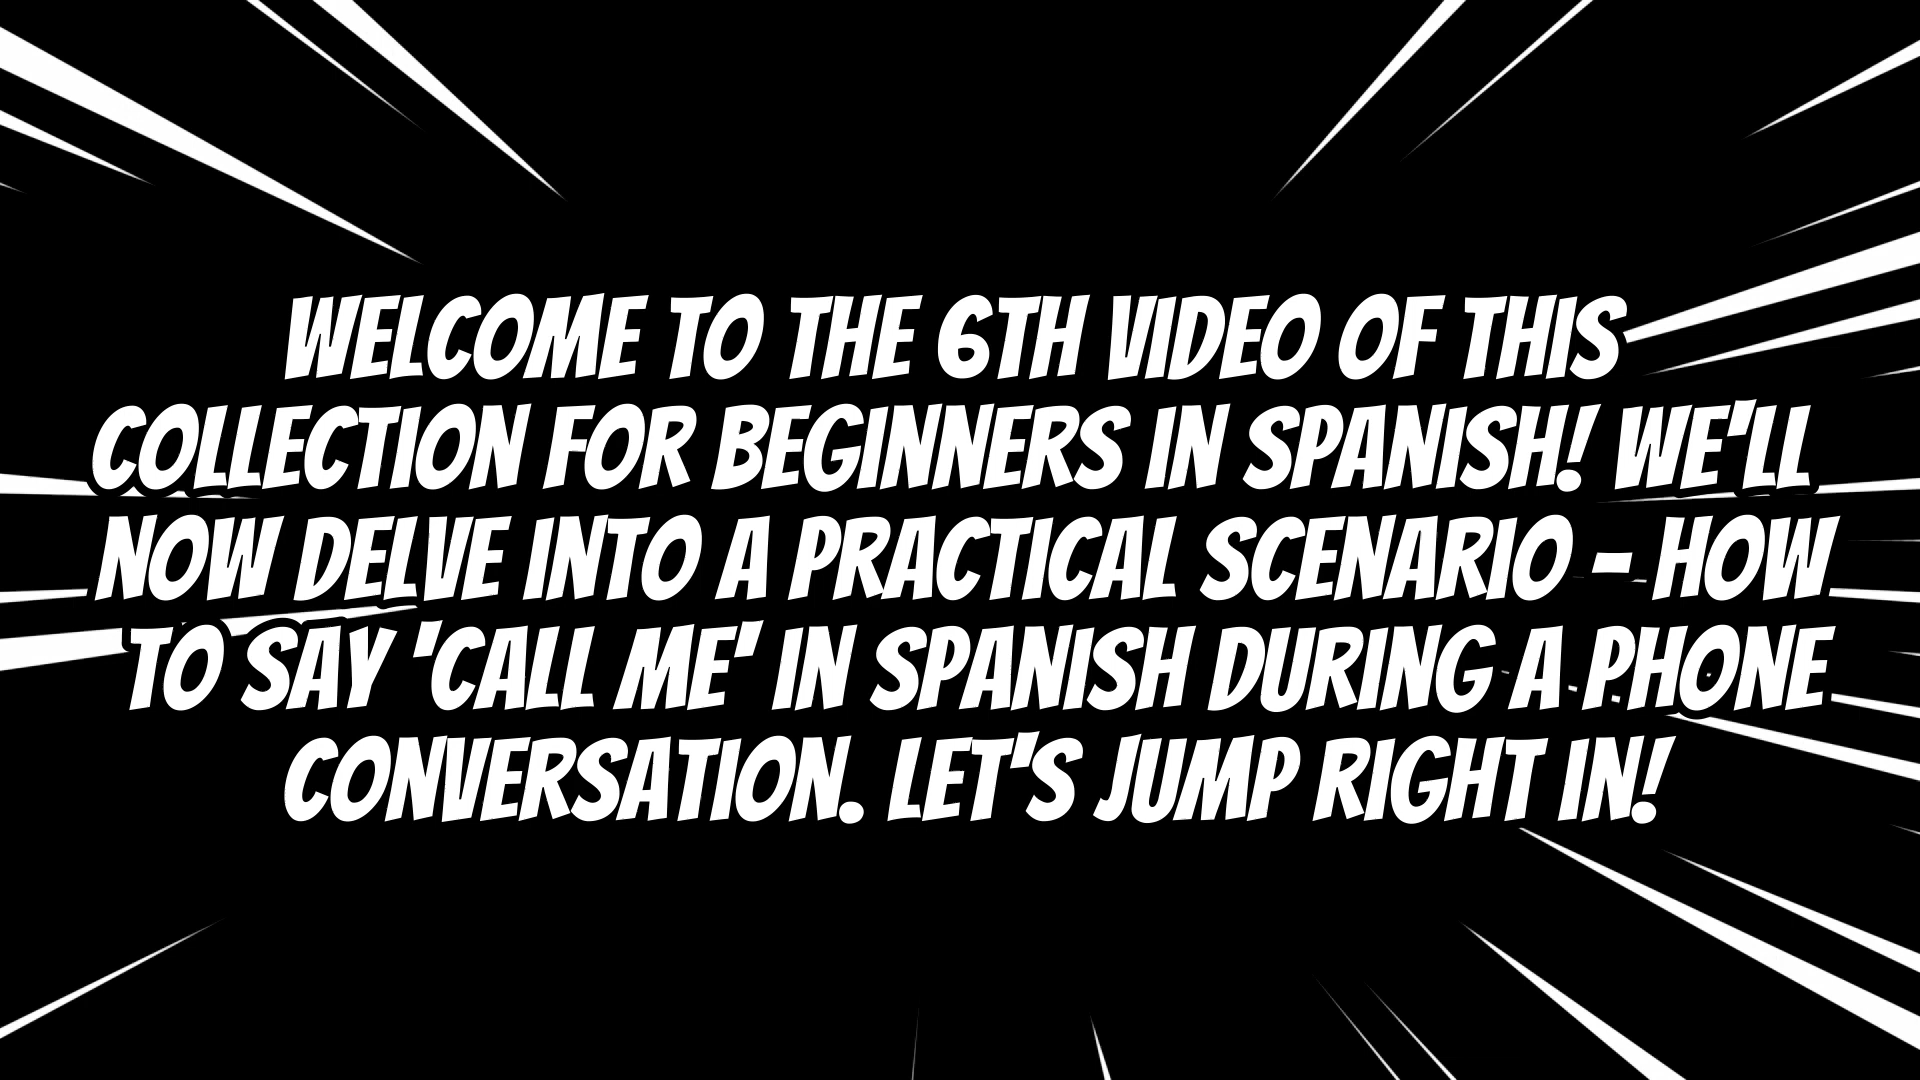 WELCOME TO THE 6TH VIDEO OF THIS
COLLECTION FOR BEGINNERS IN SPANISH! WE'LL
NOW DELVE INTO A PRACTICAL SCENARIO - HOW
TO SAY 'CALL ME' IN SPANISH DURING A PHONE
CONVERSATION. LET'S JUMP RIGHT IN!